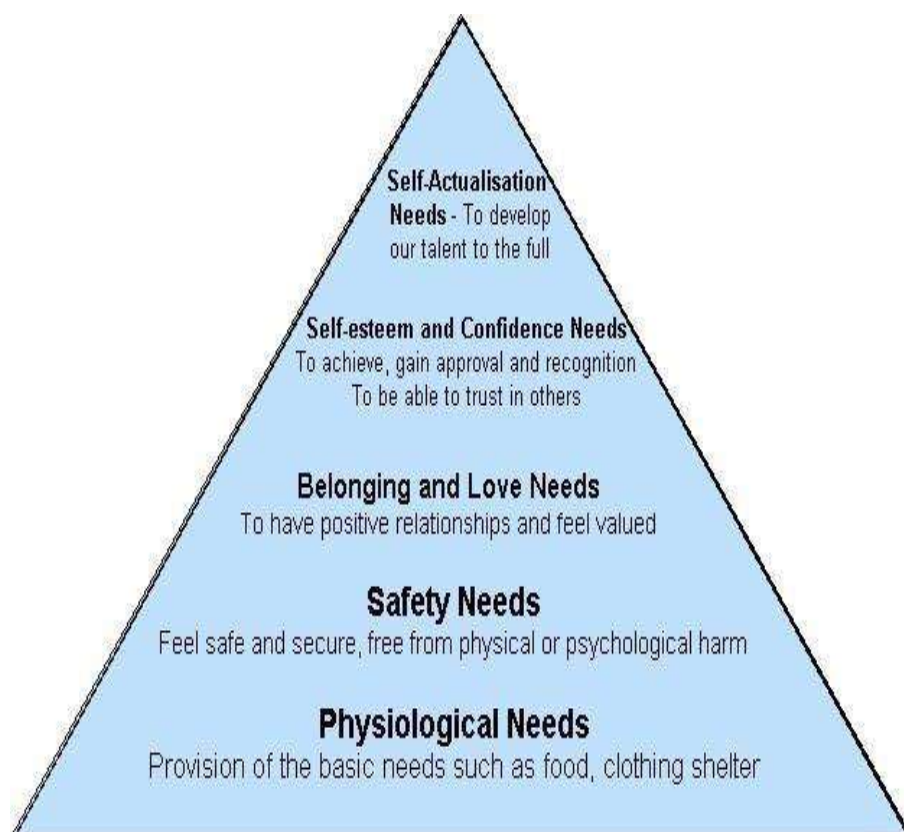 Self-Actualisation
Needs - To develop
our talent to the full
Self-esteem and Confidence Needs
To achieve, gain approval and recognition
To be able to trust in others
Belonging and Love Needs
To have positive relationships and feel valued
Safety Needs
Feel safe and secure, free from physical or psychological harm
Physiological Needs
Provision of the basic needs such as food, clothing shelter